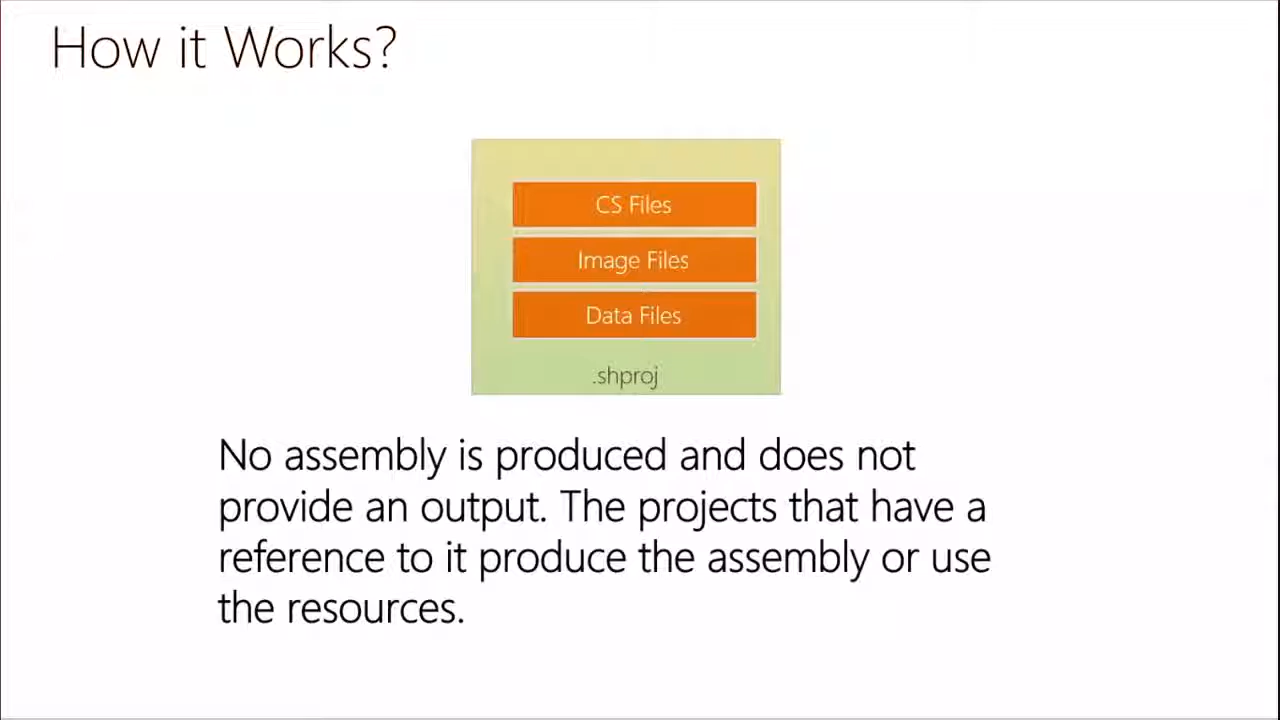 How it Works?
CS Files
Image Files
Data Files
.shproj
No assembly is produced and does not
provide an output. The projects that have a
reference to it produce the assembly or use
the resources.